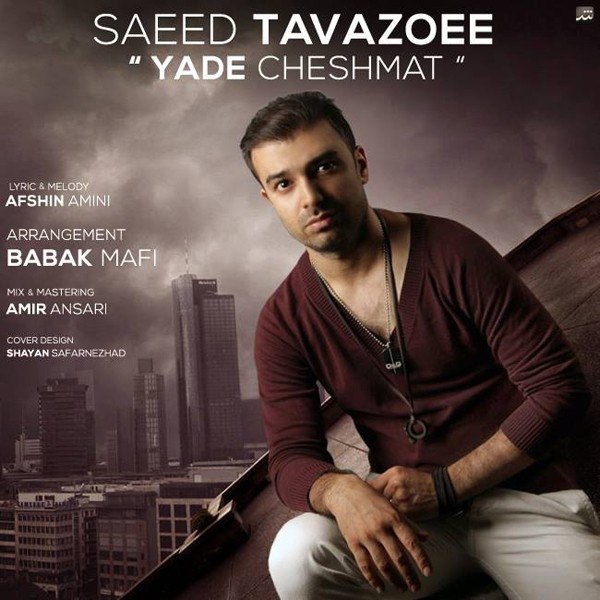 SAEED TAVAZOEE
" YADE CHESHMAT "
LYRIC & MELODY
AFSHIN AMINI
ARRANGEMENT
BABAK MAFI
MIX & MASTERING
AMIR ANSARI
COVER DESIGN
SHAYAN SAFARNEZHAD